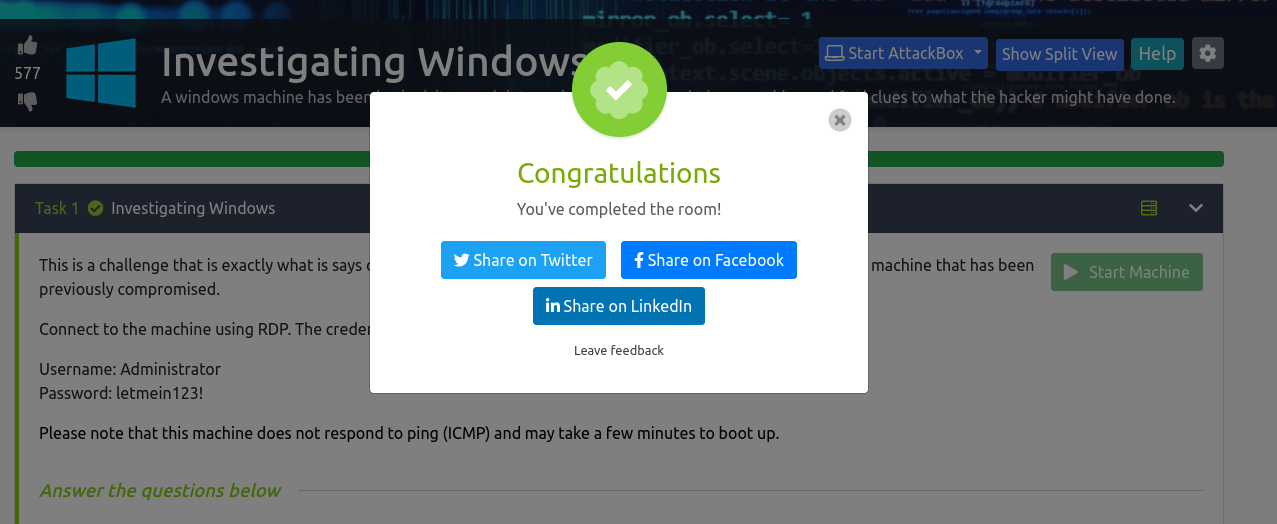 mirror_ob.select= 1
577
Investigating Windows
Start AttackBox
Show Split View
Help
A windows machine has been
clues to what the hacker might have done.
Congratulations
You've completed the room!
Share on Twitter
Share on Facebook
Share on LinkedIn
Leave feedback
Task 1 Investigating Windows
This is a challenge that is exactly what is says
machine that has been
Start Machine
previously compromised.
Connect to the machine using RDP. The
Username: Administrator
Password: letmein123!
Please note that this machine does not respond to ping (ICMP) and may take a few minutes to boot up.
Answer the questions below